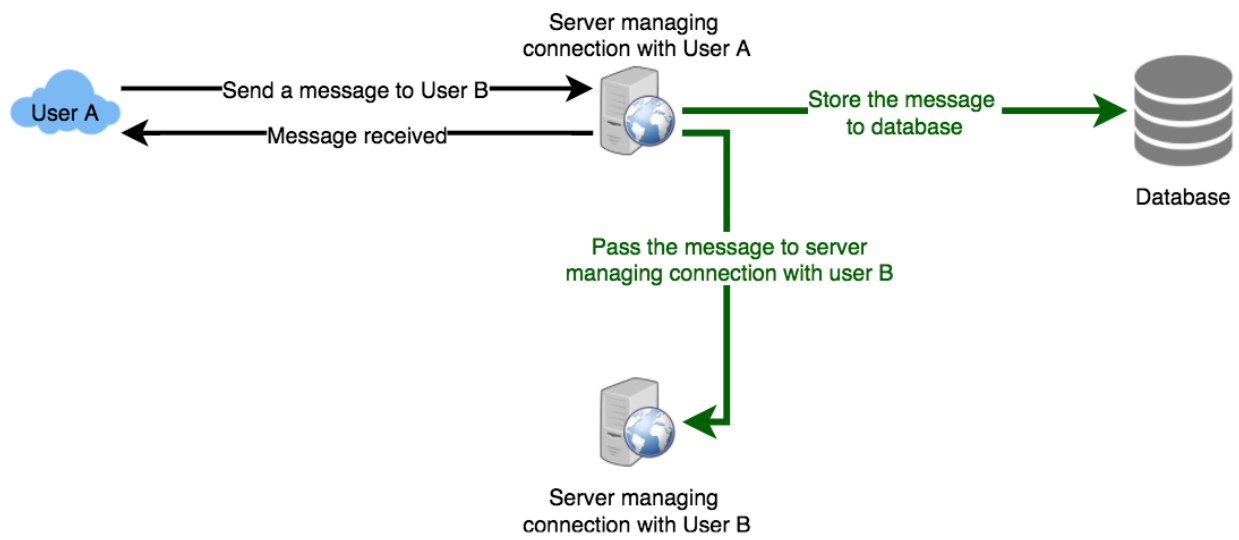 Server managing
connection with User A
User A
Send a message to User B
Message received
Store the message
to database
Database
Pass the message to server
managing connection with user B
Server managing
connection with User B